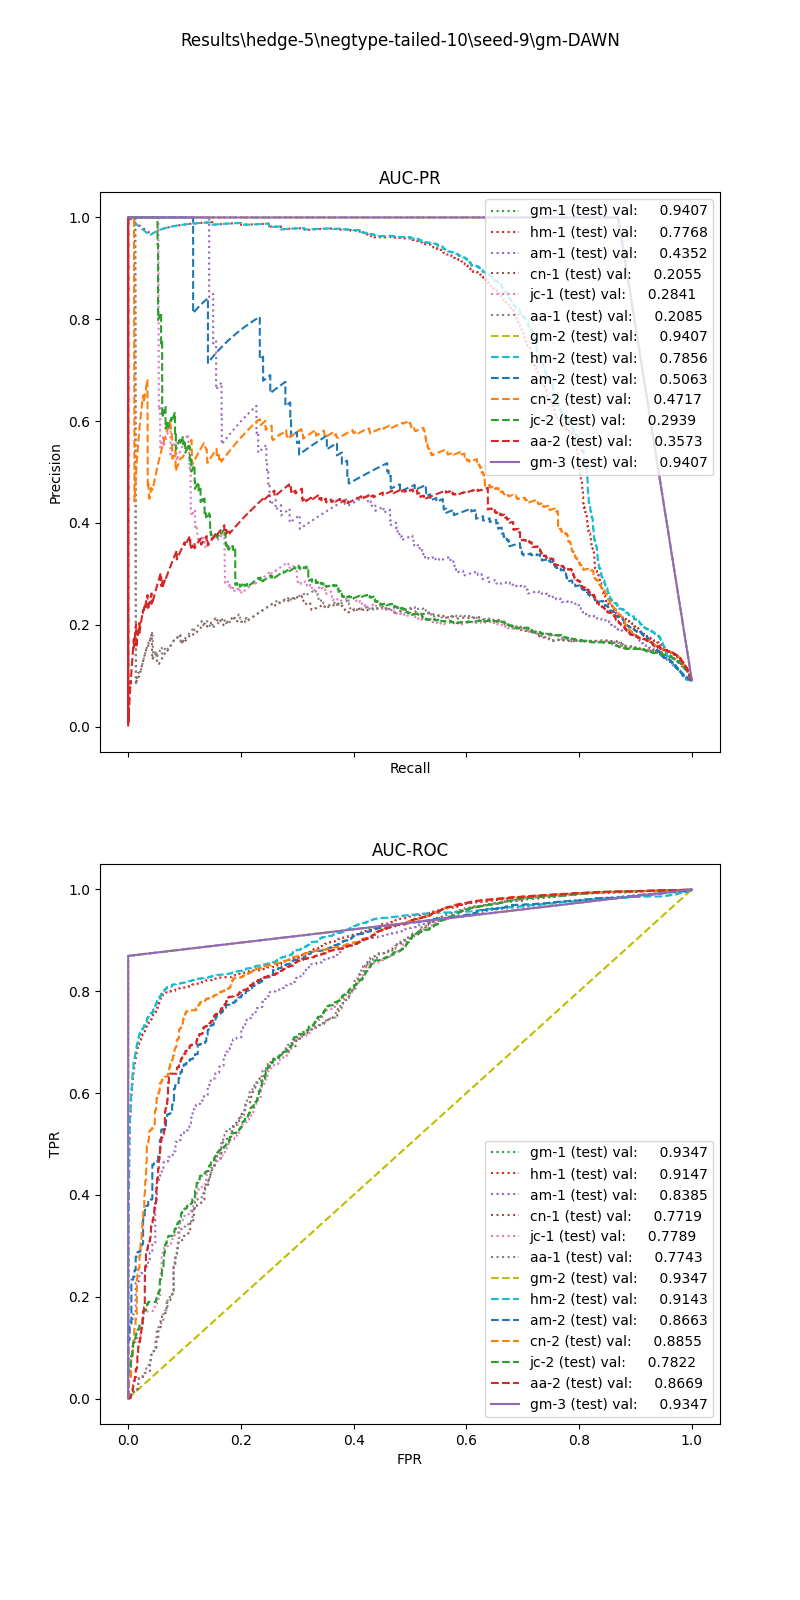 Results\hedge-5\negtype-tailed-10\seed-9\gm-DAWN
AUC-PR
1.0
0.8
0.6
0.4
0.2
0.0
Precision
Recall
gm-1 (test) val: 0.9407
hm-1 (test) val: 0.7768
am-1 (test) val: 0.4352
cn-1 (test) val: 0.2055
jc-1 (test) val: 0.2841
aa-1 (test) val: 0.2085
gm-2 (test) val: 0.9407
hm-2 (test) val: 0.7856
am-2 (test) val: 0.5063
cn-2 (test) val: 0.4717
jc-2 (test) val: 0.2939
aa-2 (test) val: 0.3573
gm-3 (test) val: 0.9407
AUC-ROC
1.0
0.8
0.6
0.4
0.2
0.0
TPR
gm-1 (test) val: 0.9347
hm-1 (test) val: 0.9147
am-1 (test) val: 0.8385
cn-1 (test) val: 0.7719
jc-1 (test) val: 0.7789
aa-1 (test) val: 0.7743
gm-2 (test) val: 0.9347
hm-2 (test) val: 0.9143
am-2 (test) val: 0.8663
cn-2 (test) val: 0.8855
jc-2 (test) val: 0.7822
aa-2 (test) val: 0.8669
gm-3 (test) val: 0.9347
0.0 0.2 0.4 0.6 0.8 1.0
FPR